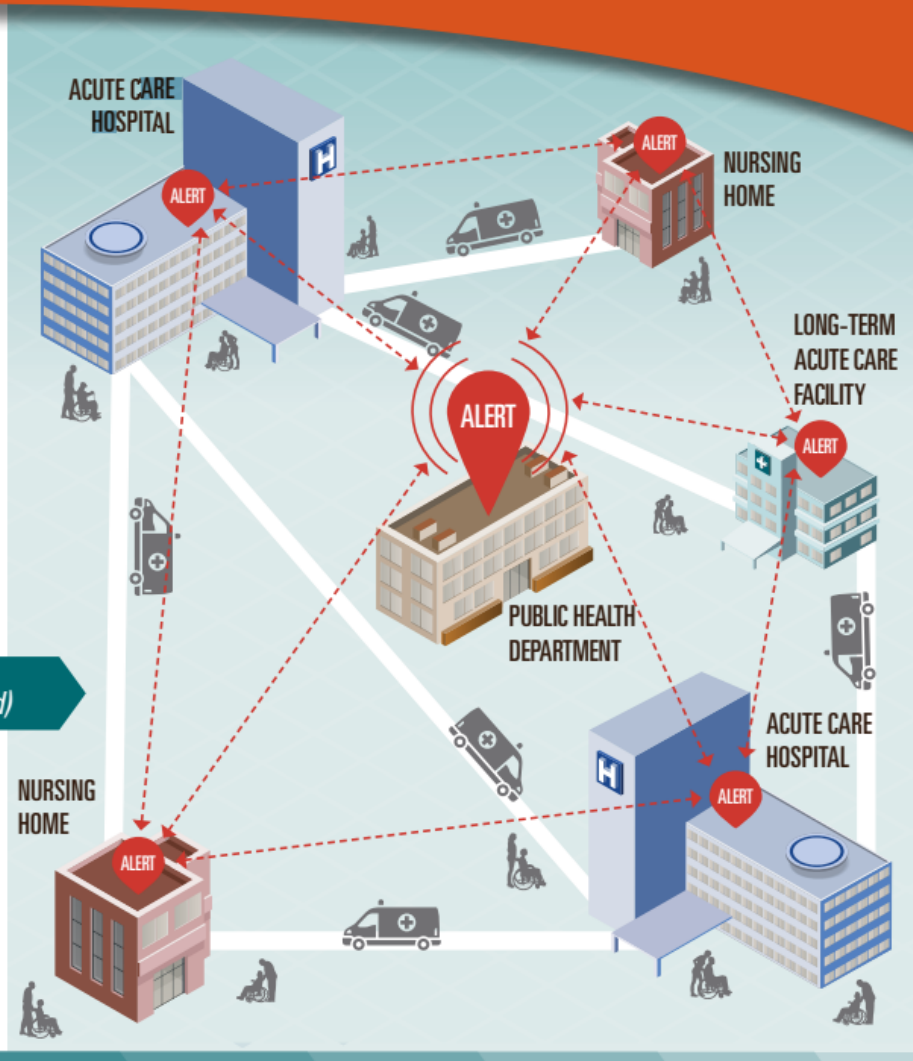 ACUTE CARE
HOSPITAL
H
ALERT
ALERT
NURSING
HOME
LONG-TERM
ACUTE CARE
FACILITY
ALERT
ALERT
PUBLIC HEALTH
DEPARTMENT
d)
NURSING
HOME
ALERT
H
ACUTE CARE
HOSPITAL
ALERT